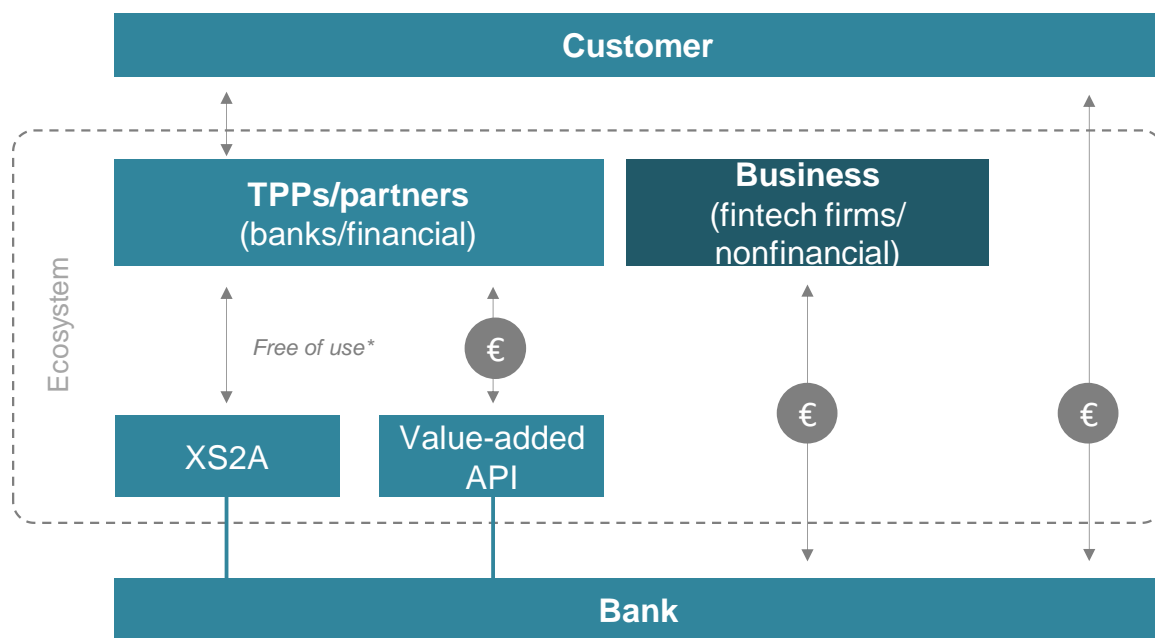 Customer
TPPs/partners
(banks/financial)
Business
(fintech firms/
nonfinancial)
Ecosystem
Free of use*
€
€
€
XS2A
Value-added
API
Bank